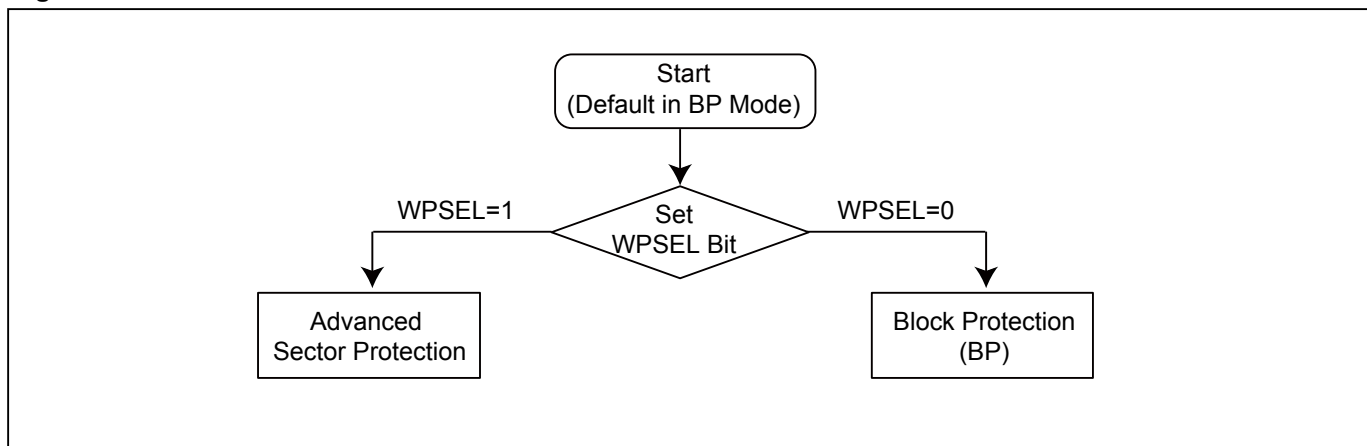 Start
(Default in BP Mode)
WPSEL=1
Set
WPSEL Bit
WPSEL=0
Advanced
Sector Protection
Block Protection
(BP)